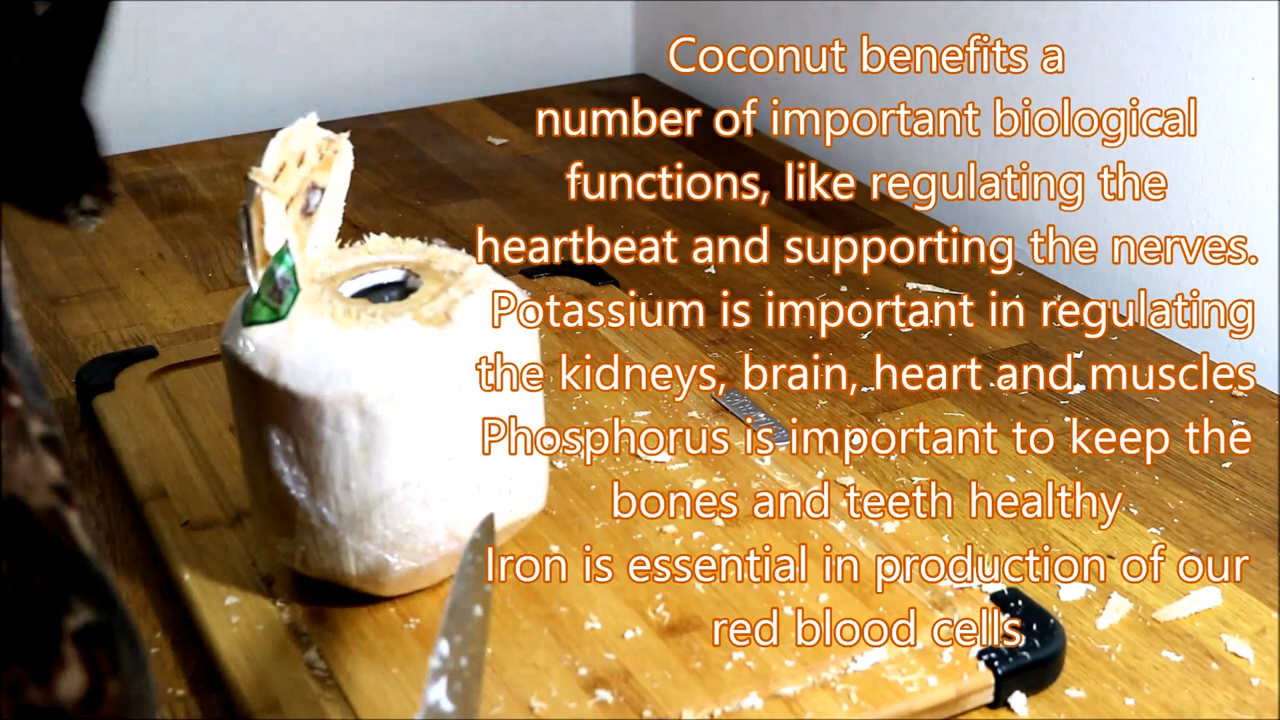 Coconut benefits a
number of important biological
functions, like regulating the
heartbeat and supporting the nerves.
Potassium is important in regulating
the kidneys, brain, heart and muscles
Phosphorus is important to keep the
bones and teeth healthy
Iron is essential in production of our
red blood cells